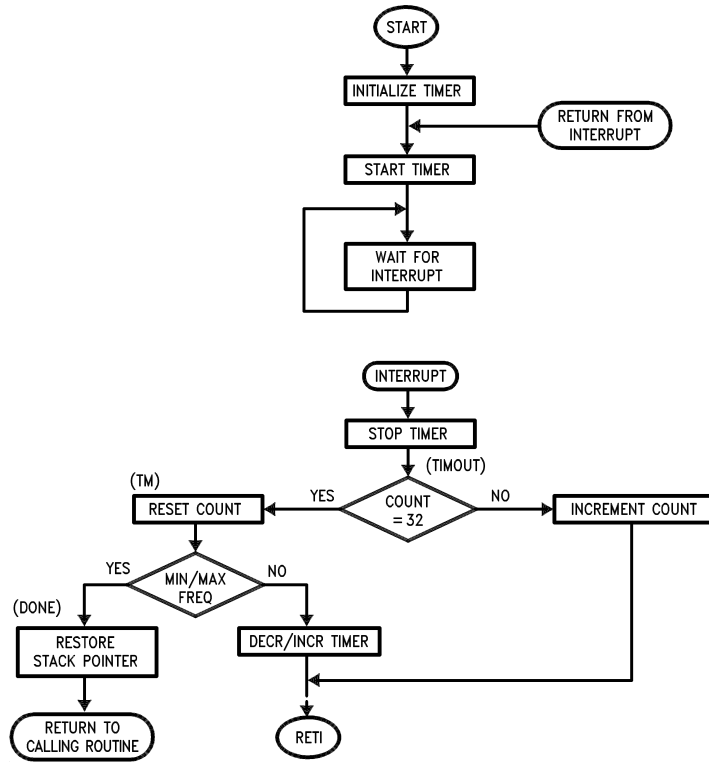 START
INITIALIZE TIMER
RETURN FROM
INTERRUPT
START TIMER
WAIT FOR
INTERRUPT
INTERRUPT
STOP TIMER
(TIMOUT)
(TM)
YES
COUNT
= 32
NO
RESET COUNT
INCREMENT COUNT
YES
MIN/MAX
FREQ
NO
(DONE)
RESTORE
STACK POINTER
DECR/INCR TIMER
RETURN TO
CALLING ROUTINE
RETI